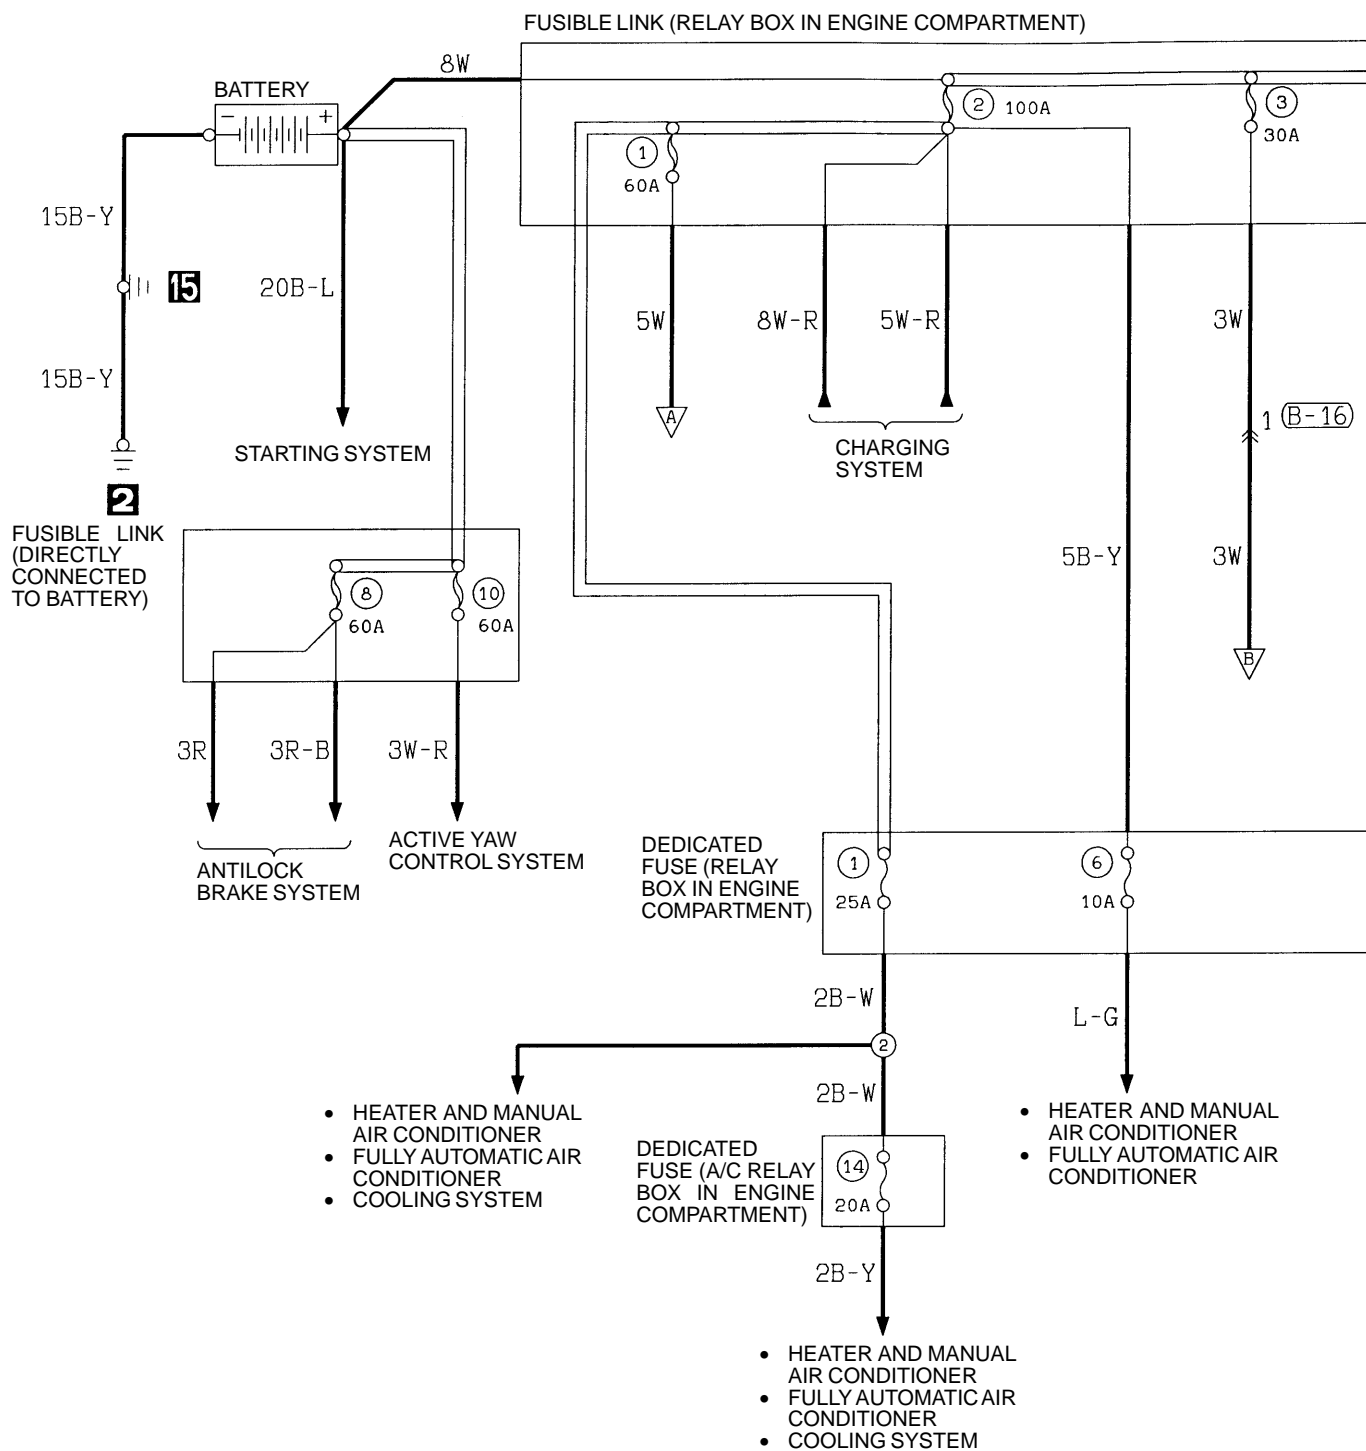 FUSIBLE LINK (RELAY BOX IN ENGINE COMPARTMENT)
8W
BATTERY
- +
2 100A
3
30A
1
60A
15B-Y
15
20B-L
5W
8W-R
5W-R
3W
15B-Y
A
1 B-16
STARTING SYSTEM
CHARGING
SYSTEM
2
FUSIBLE LINK
(DIRECTLY
CONNECTED
TO BATTERY)
5B-Y
3W
8
60A
10
60A
B
3R
3R-B
3W-R
ANTILOCK
BRAKE SYSTEM
ACTIVE YAW
CONTROL SYSTEM
DEDICATED
FUSE (RELAY
BOX IN ENGINE
COMPARTMENT)
1
25A
6
10A
2B-W
L-G
2
2B-W
• HEATER AND MANUAL
AIR CONDITIONER
• FULLY AUTOMATIC AIR
CONDITIONER
• COOLING SYSTEM
DEDICATED
FUSE (A/C RELAY
BOX IN ENGINE
COMPARTMENT)
14
20A
• HEATER AND MANUAL
AIR CONDITIONER
• FULLY AUTOMATIC AIR
CONDITIONER
2B-Y
• HEATER AND MANUAL
AIR CONDITIONER
• FULLY AUTOMATIC AIR
CONDITIONER
• COOLING SYSTEM